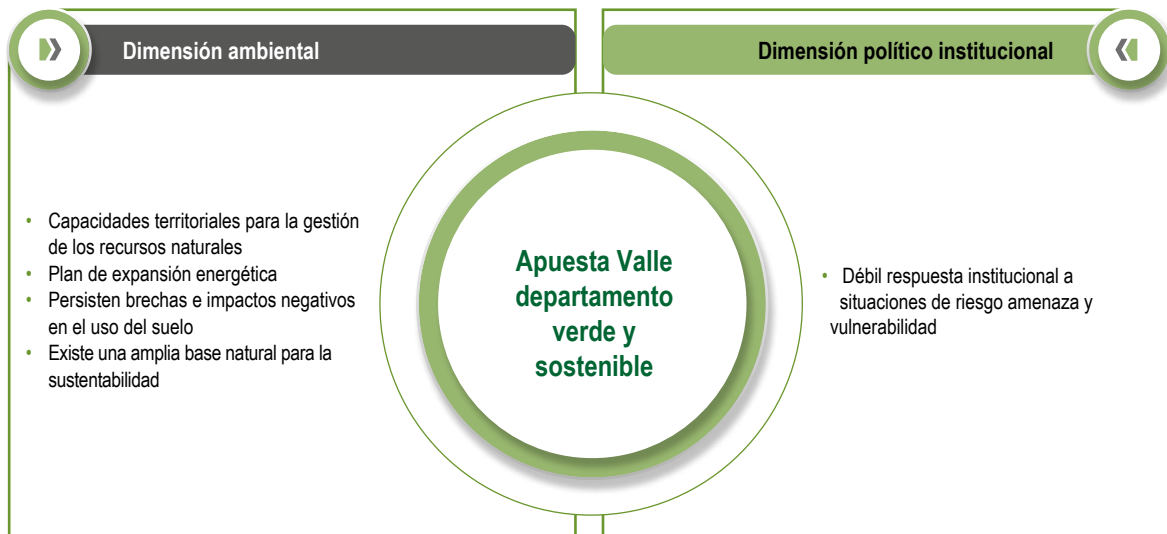 Dimensión ambiental
Dimensión político institucional
• Capacidades territoriales para la gestión
de los recursos naturales
• Plan de expansión energética
• Persisten brechas e impactos negativos
en el uso del suelo
• Existe una amplia base natural para la
sustentabilidad
Apuesta Valle
departamento
verde y
sostenible
• Débil respuesta institucional a
situaciones de riesgo amenaza y
vulnerabilidad